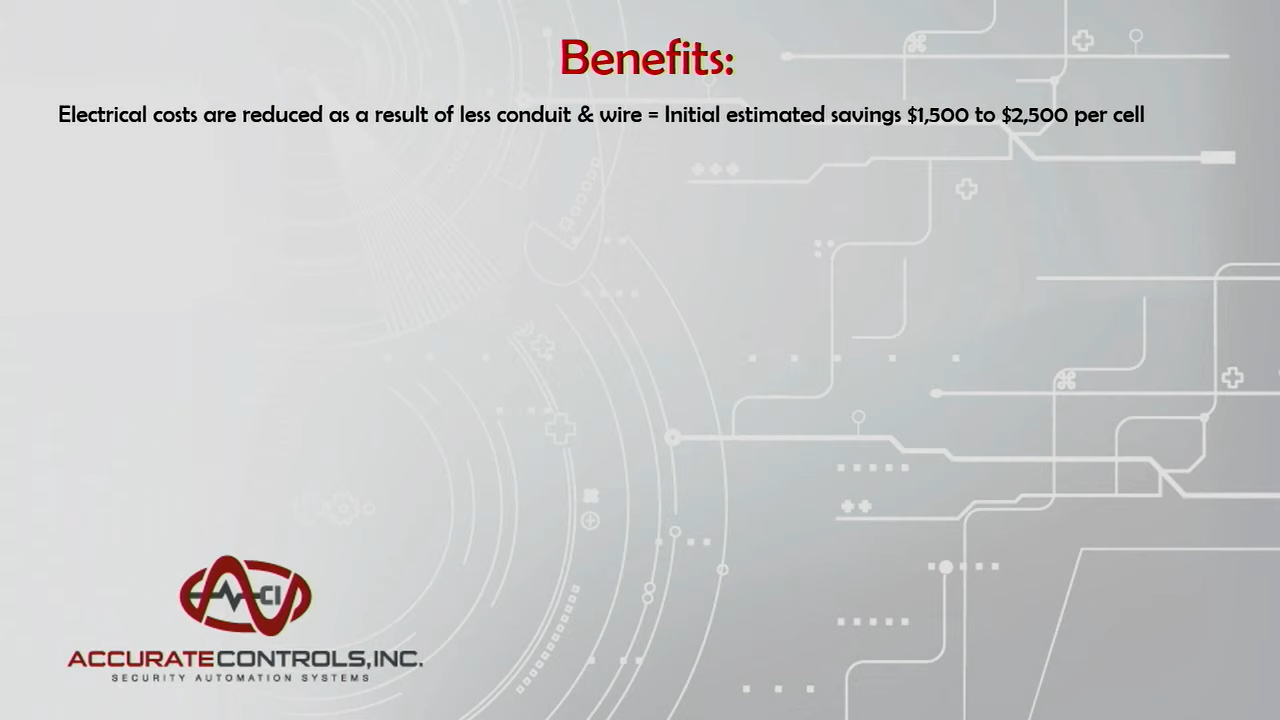 Benefits:
Electrical costs are reduced as a result of less conduit & wire = Initial estimated savings $1,500 to $2,500 per cell
CI
ACCURATECONTROLS,INC.
SECURITY AUTOMATION SYSTEMS